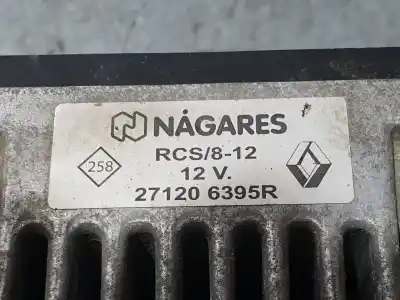 NÁGARES
RCS/8-12
258
12 V.
27120 6395R